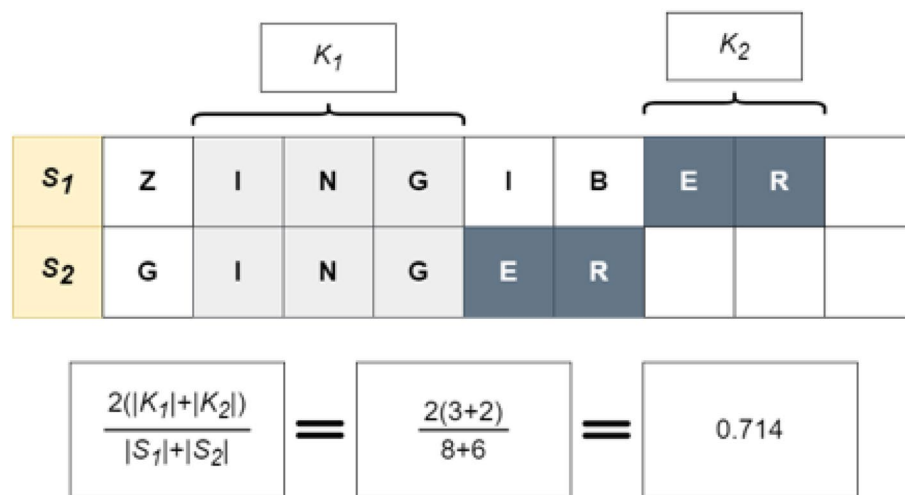 K₁ K₂
S₁ Z I N G I B E R
S₂ G I N G E R
2(|K₁|+|K₂|) / |S₁|+|S₂| = 2(3+2) / 8+6 = 0.714